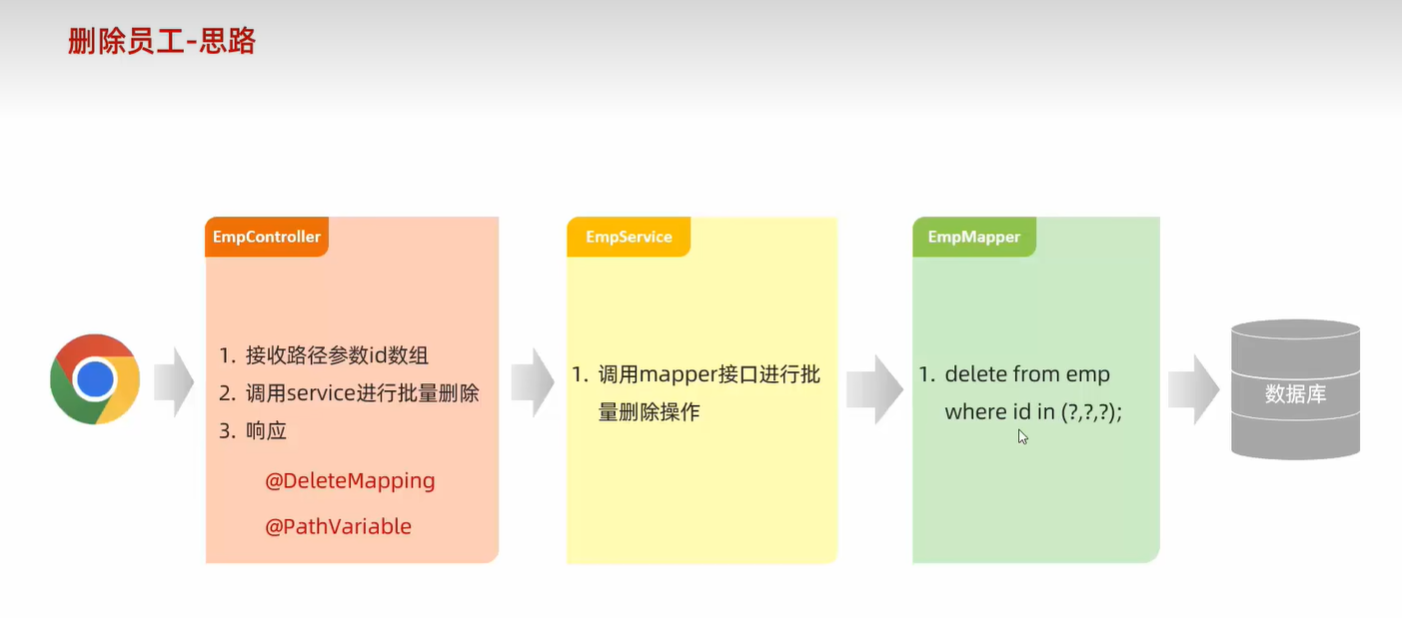 删除员工-思路
EmpController
1. 接收路径参数id数组
2. 调用service进行批量删除
3. 响应
@DeleteMapping
@PathVariable
EmpService
1. 调用mapper接口进行批
量删除操作
EmpMapper
1. delete from emp
where id in (?,?,?);
数据库